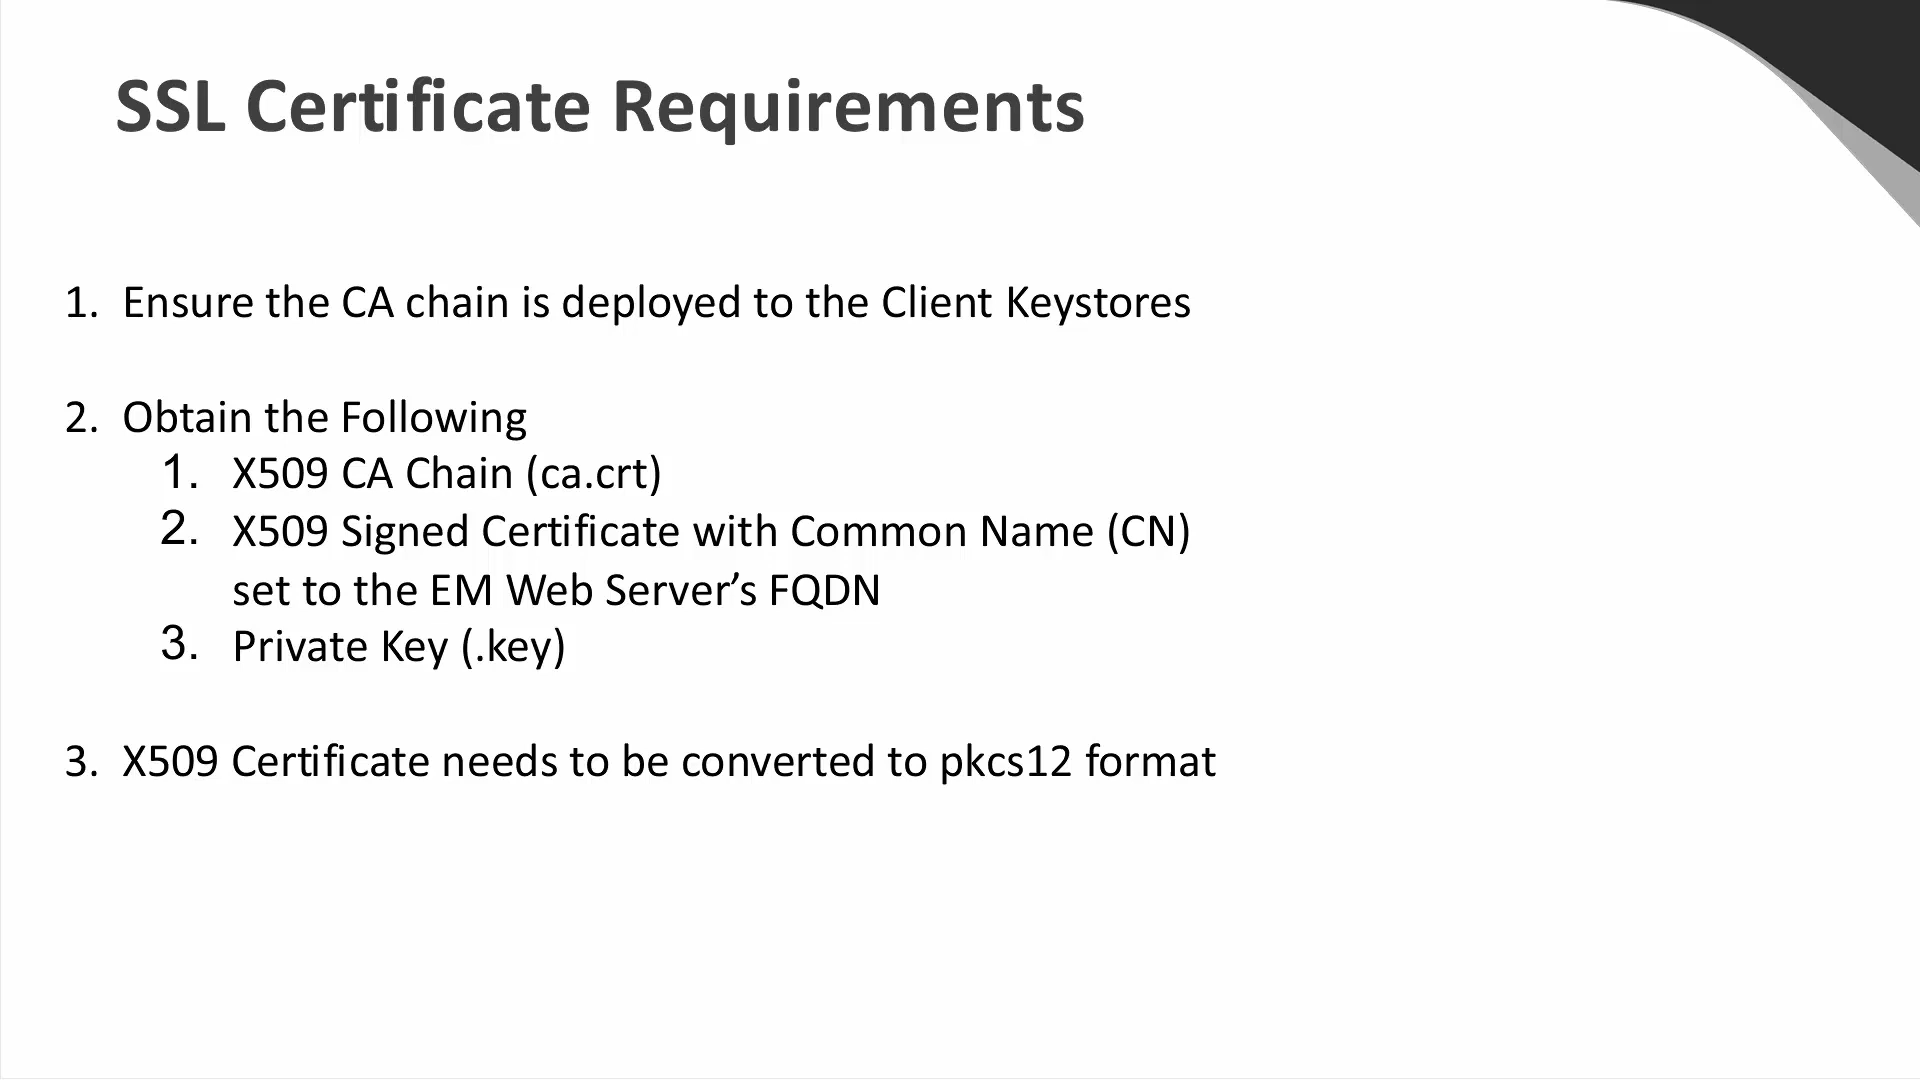 SSL Certificate Requirements
1. Ensure the CA chain is deployed to the Client Keystores
2. Obtain the Following
1. X509 CA Chain (ca.crt)
2. X509 Signed Certificate with Common Name (CN)
set to the EM Web Server’s FQDN
3. Private Key (.key)
3. X509 Certificate needs to be converted to pkcs12 format